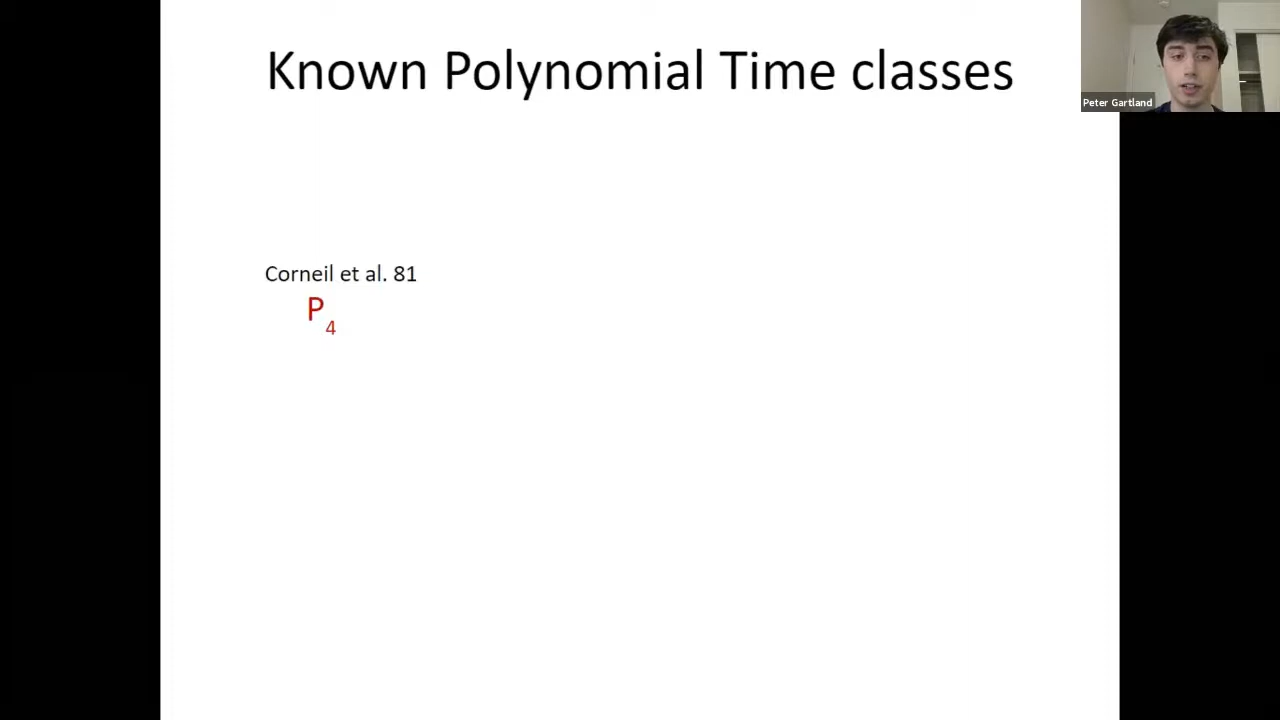 Known Polynomial Time classes
Peter Gartland
Corneil et al. 81
P4